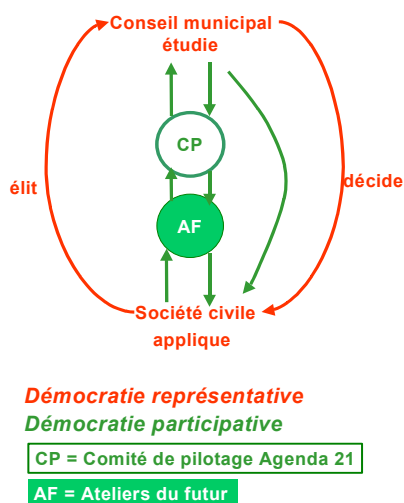 Conseil municipal
étudie
CP
élit
décide
AF
Société civile
applique
Démocratie représentative
Démocratie participative
CP = Comité de pilotage Agenda 21
AF = Ateliers du futur